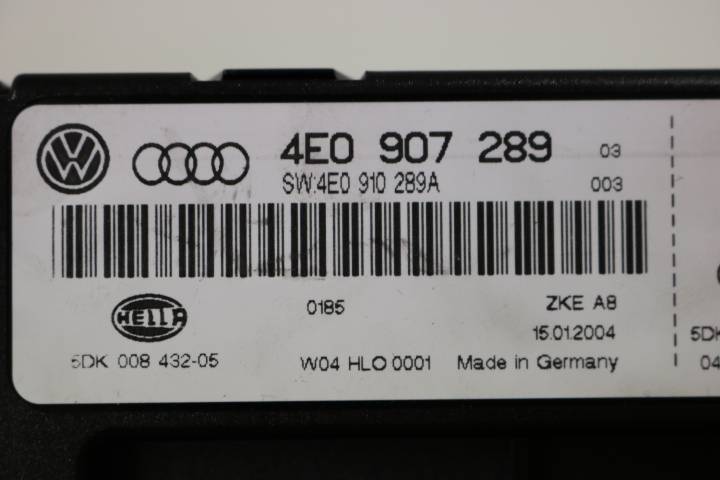 4E0 907 289 03
SW:4E0 910 289A 003
0185 ZKE A8
HELLA
15.01.2004
5DK 008 432-05 W04 HLO 0001 Made in Germany
5DK
04